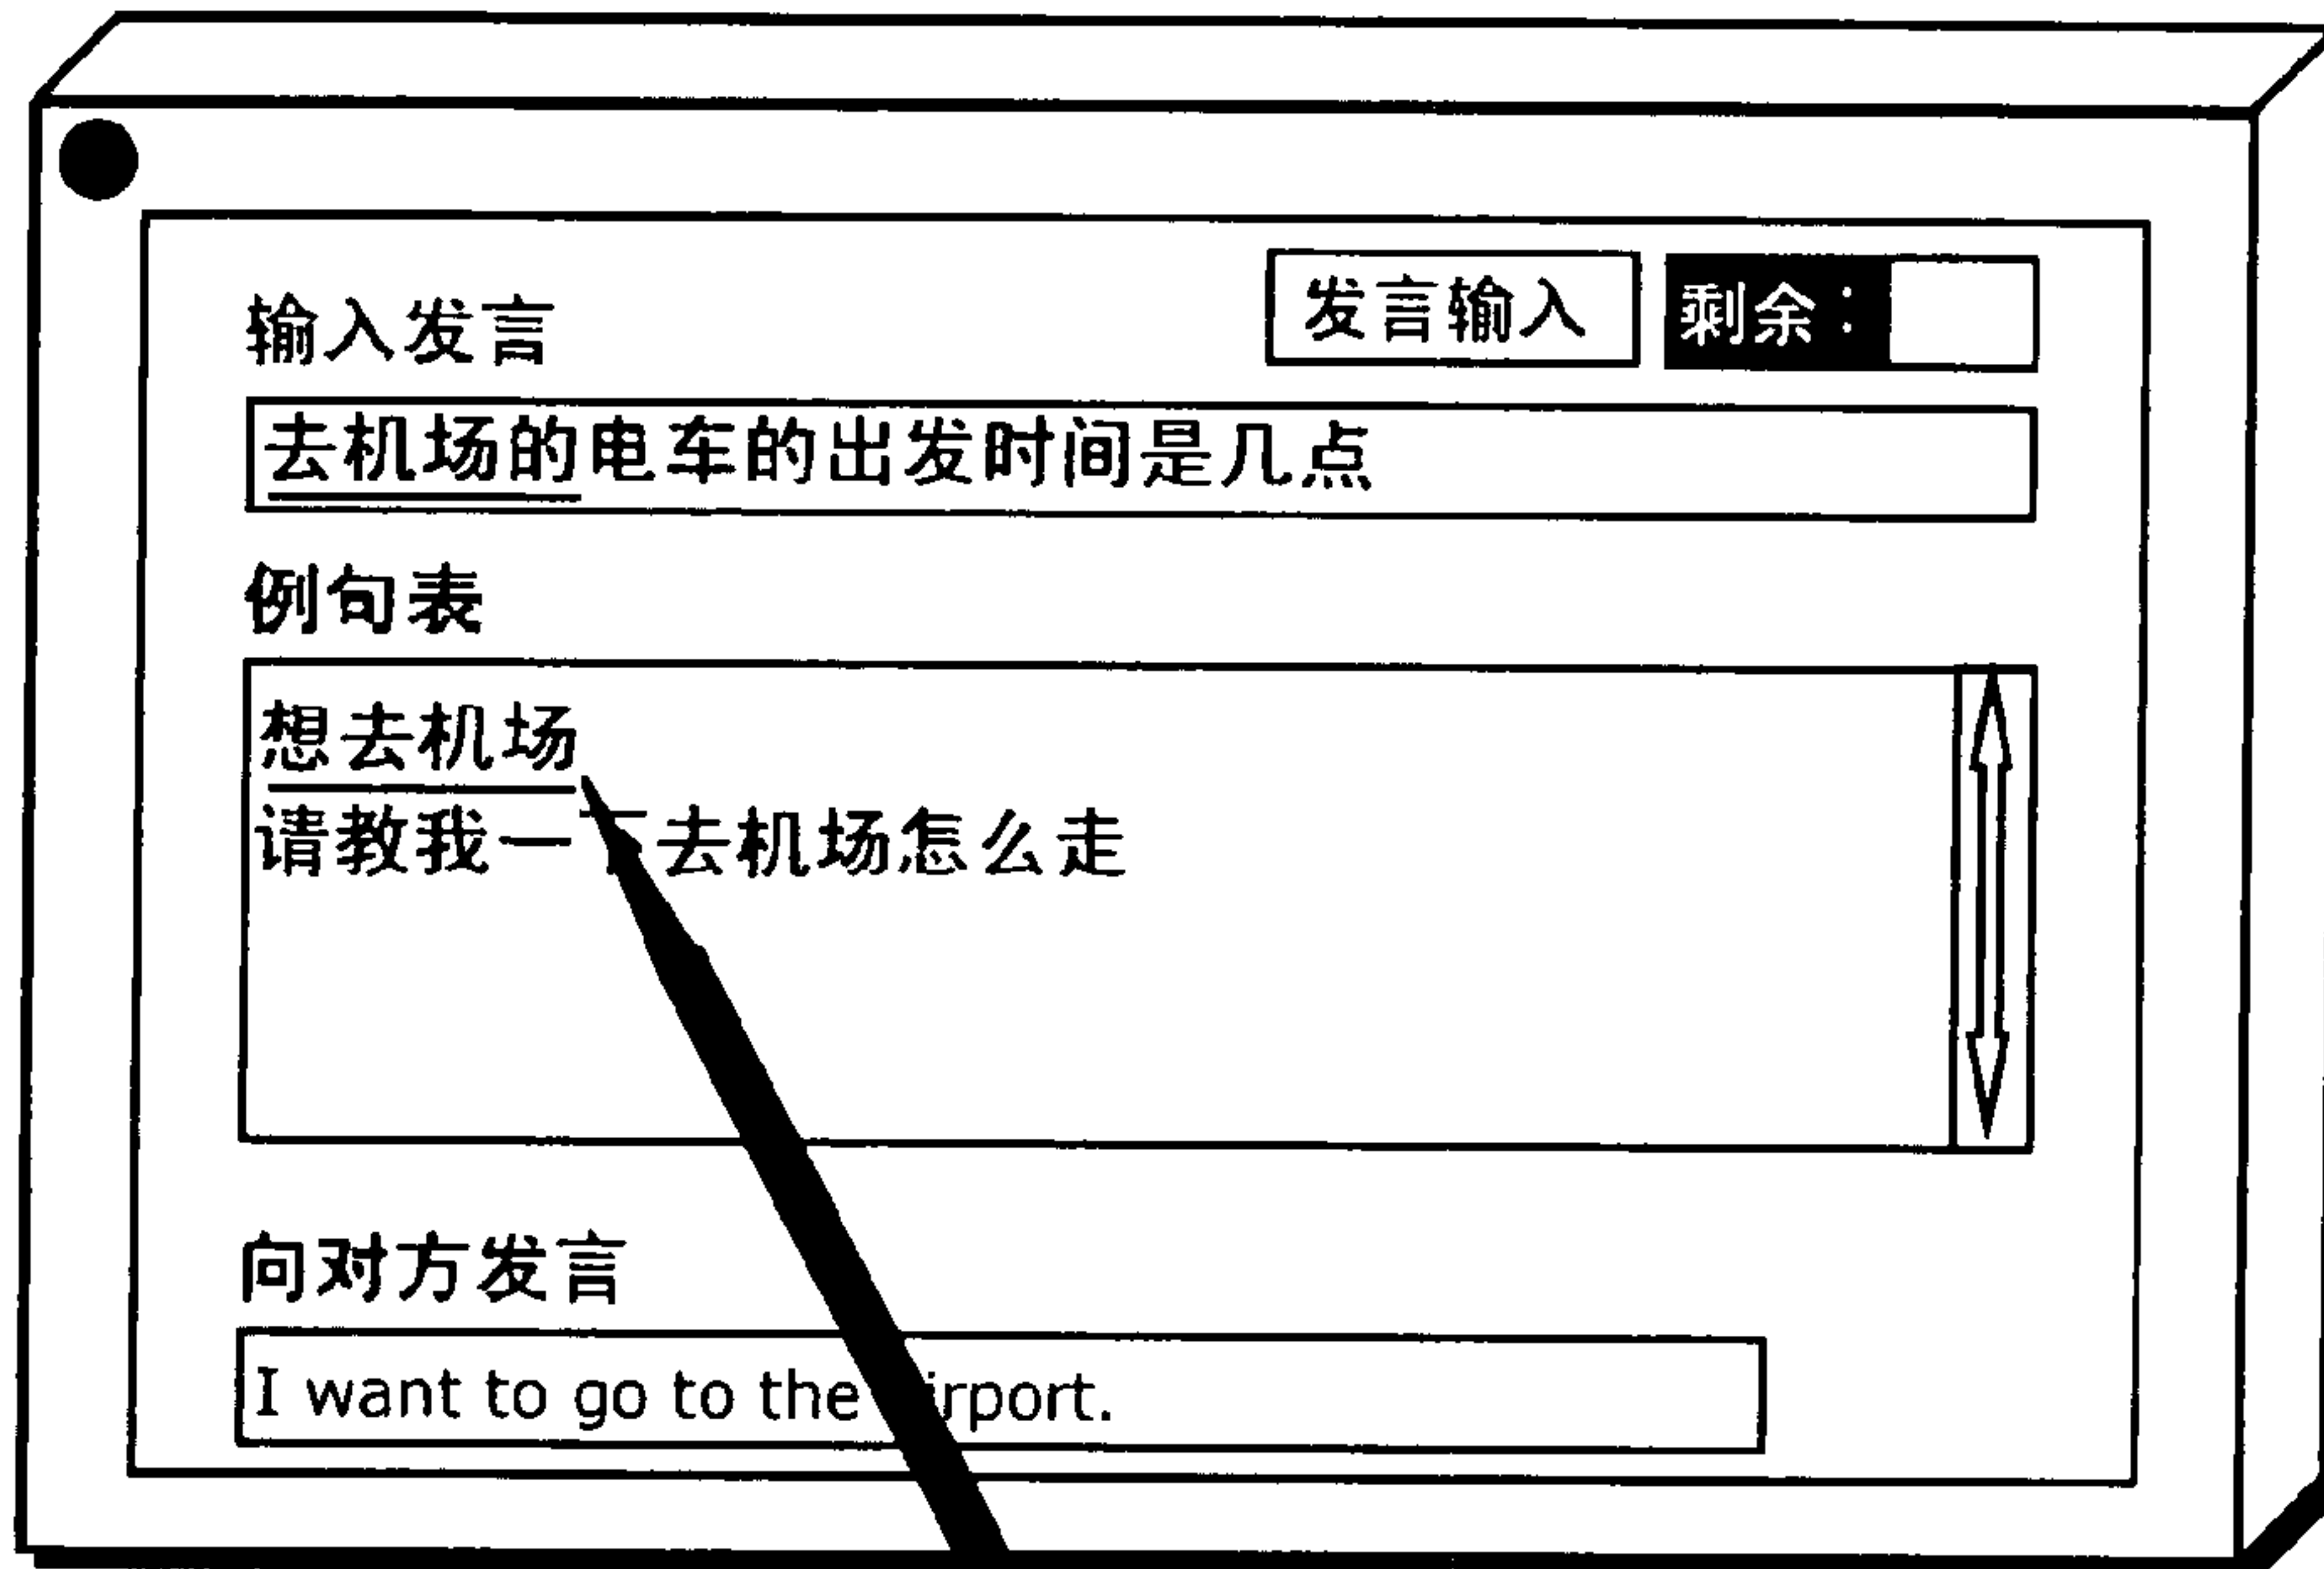 输入发言
发言输入
剩余：
去机场的电车的出发时间是几点
例句表
想去机场
请教我一下去机场怎么走
向对方发言
I want to go to the airport.